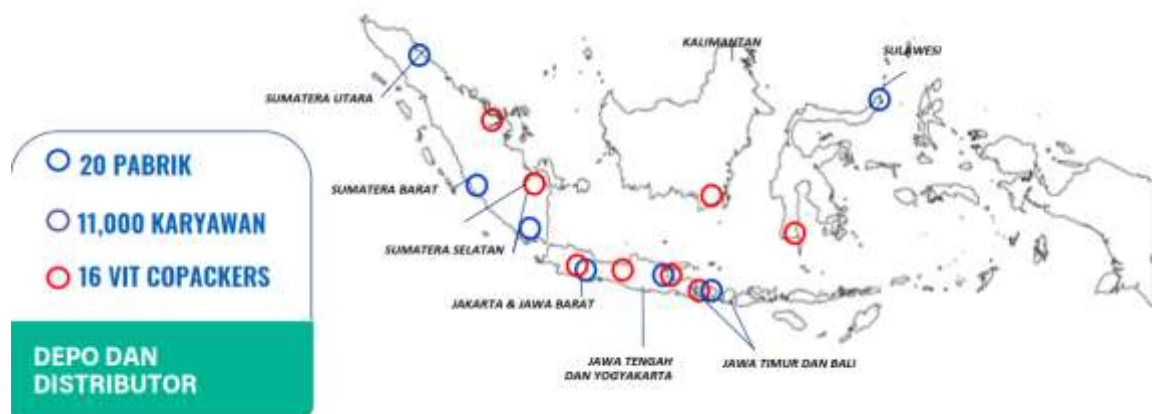 KALIMANTAN
SULAWESI
SUMATERA UTARA
20 PABRIK
SUMATERA BARAT
11,000 KARYAWAN
SUMATERA SELATAN
16 VIT COPACKERS
JAKARTA & JAWA BARAT
DEPO DAN
DISTRIBUTOR
JAWA TENGAH
DAN YOGYAKARTA
JAWA TIMUR DAN BALI